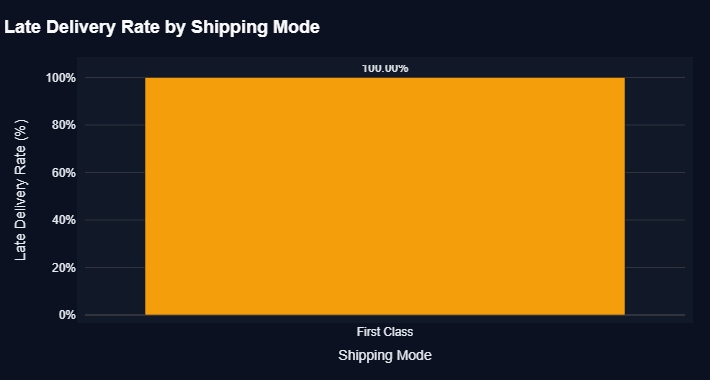 Late Delivery Rate by Shipping Mode
100.00%
100%
80%
60%
40%
20%
0%
Late Delivery Rate (%)
First Class
Shipping Mode